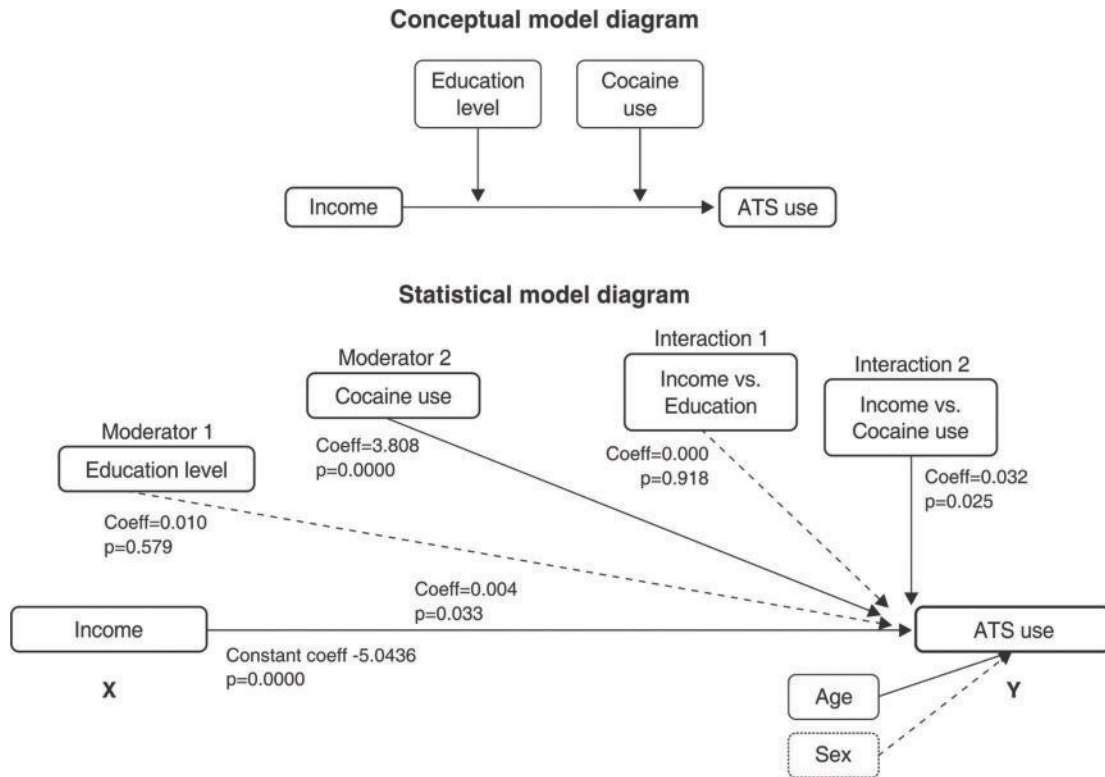 Conceptual model diagram
Education
level
Cocaine
use
Income
ATS use
Statistical model diagram
Moderator 1
Education level
Coeff=0.010
p=0.579
Moderator 2
Cocaine use
Coeff=3.808
p=0.0000
Interaction 1
Income vs.
Education
Coeff=0.000
p=0.918
Interaction 2
Income vs.
Cocaine use
Coeff=0.032
p=0.025
Income
X
Coeff=0.004
p=0.033
Constant coeff -5.0436
p=0.0000
ATS use
Y
Age
Sex